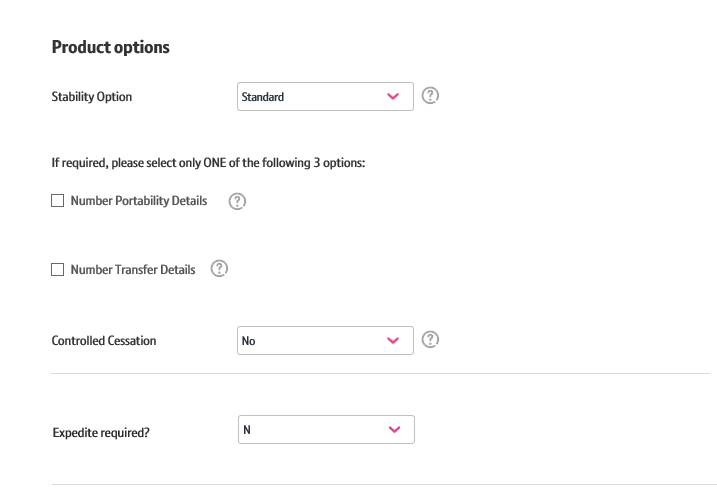 Product options
Stability Option Standard ?
If required, please select only ONE of the following 3 options:
Number Portability Details ?
Number Transfer Details ?
Controlled Cessation No ?
Expedite required? N